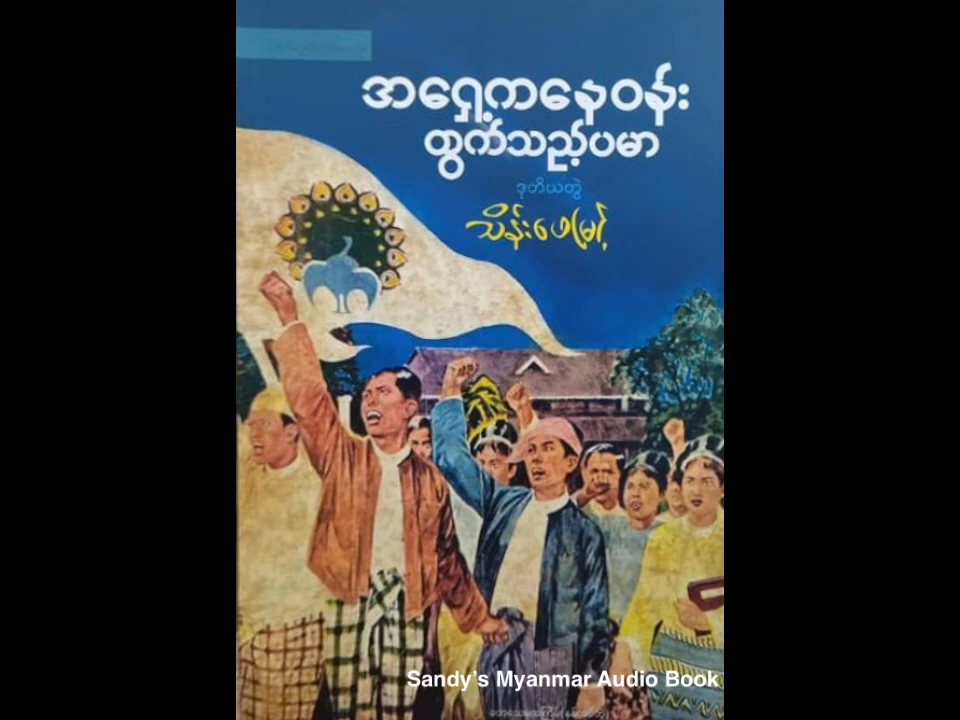 အရှေ့ကနေဝန်း
ထွက်သည့်ပမာ
ဒုတိယတွဲ
သိန်းဖေမြင့်
Sandy's Myanmar Audio Book